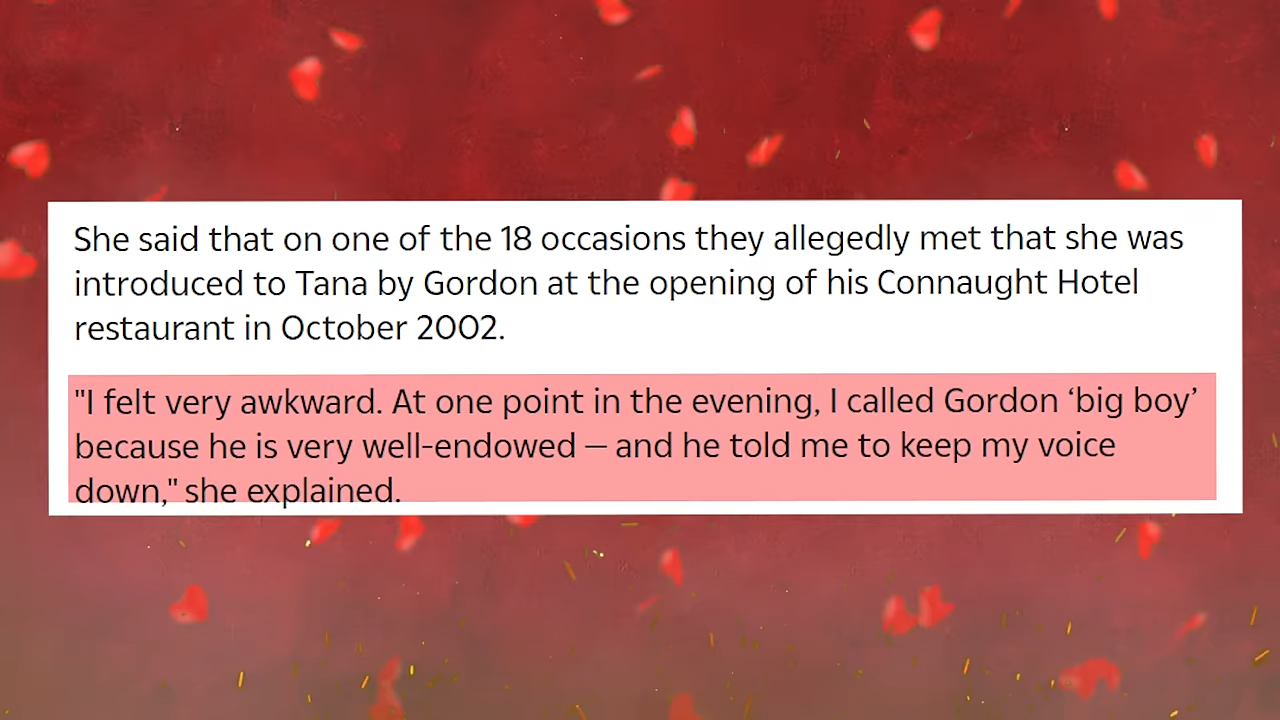 She said that on one of the 18 occasions they allegedly met that she was
introduced to Tana by Gordon at the opening of his Connaught Hotel
restaurant in October 2002.
"I felt very awkward. At one point in the evening, I called Gordon ‘big boy’
because he is very well-endowed — and he told me to keep my voice
down," she explained.